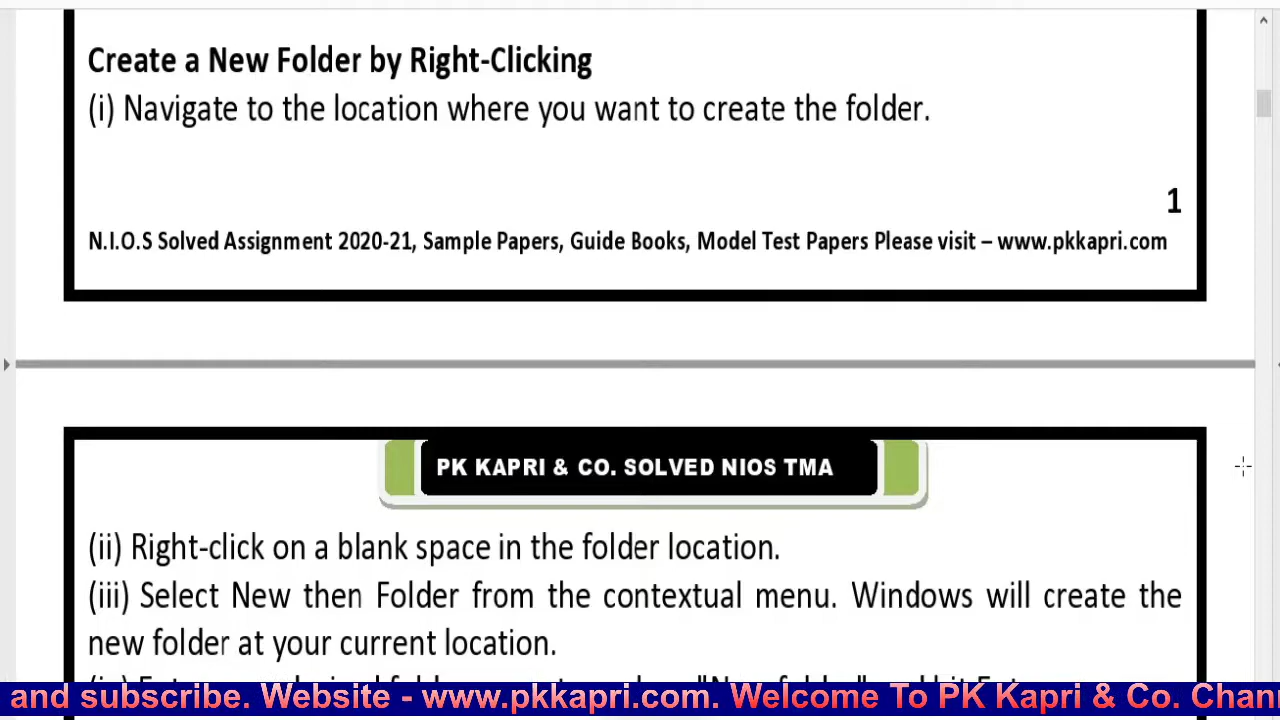 Create a New Folder by Right-Clicking
(i) Navigate to the location where you want to create the folder.
1
N.I.O.S Solved Assignment 2020-21, Sample Papers, Guide Books, Model Test Papers Please visit – www.pkkapri.com
PK KAPRI & CO. SOLVED NIOS TMA
(ii) Right-click on a blank space in the folder location.
(iii) Select New then Folder from the contextual menu. Windows will create the
new folder at your current location.
and subscribe. Website - www.pkkapri.com. Welcome To PK Kapri & Co. Chan